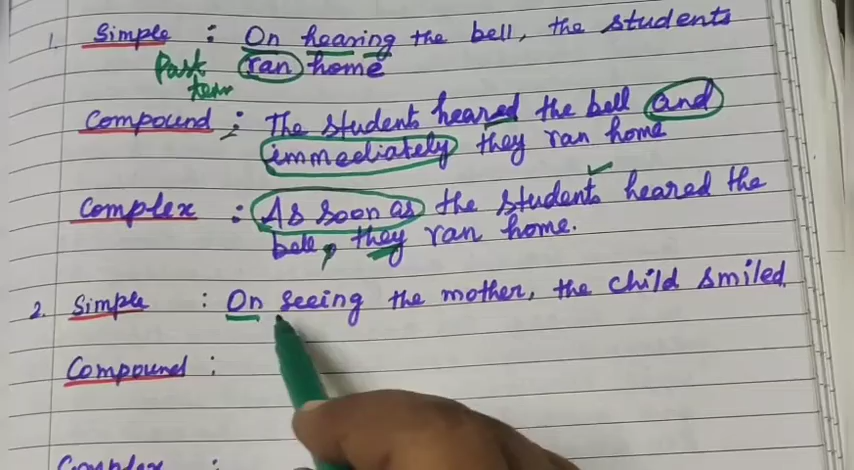 1. Simple : On hearing the bell, the students
Past ran home
tern
Compound : The students heared the bell and
immediately they ran home
Complex : As soon as the student heared the
bell, they ran home.
2. Simple : On seeing the mother, the child smiled.
Compound :
Complex :